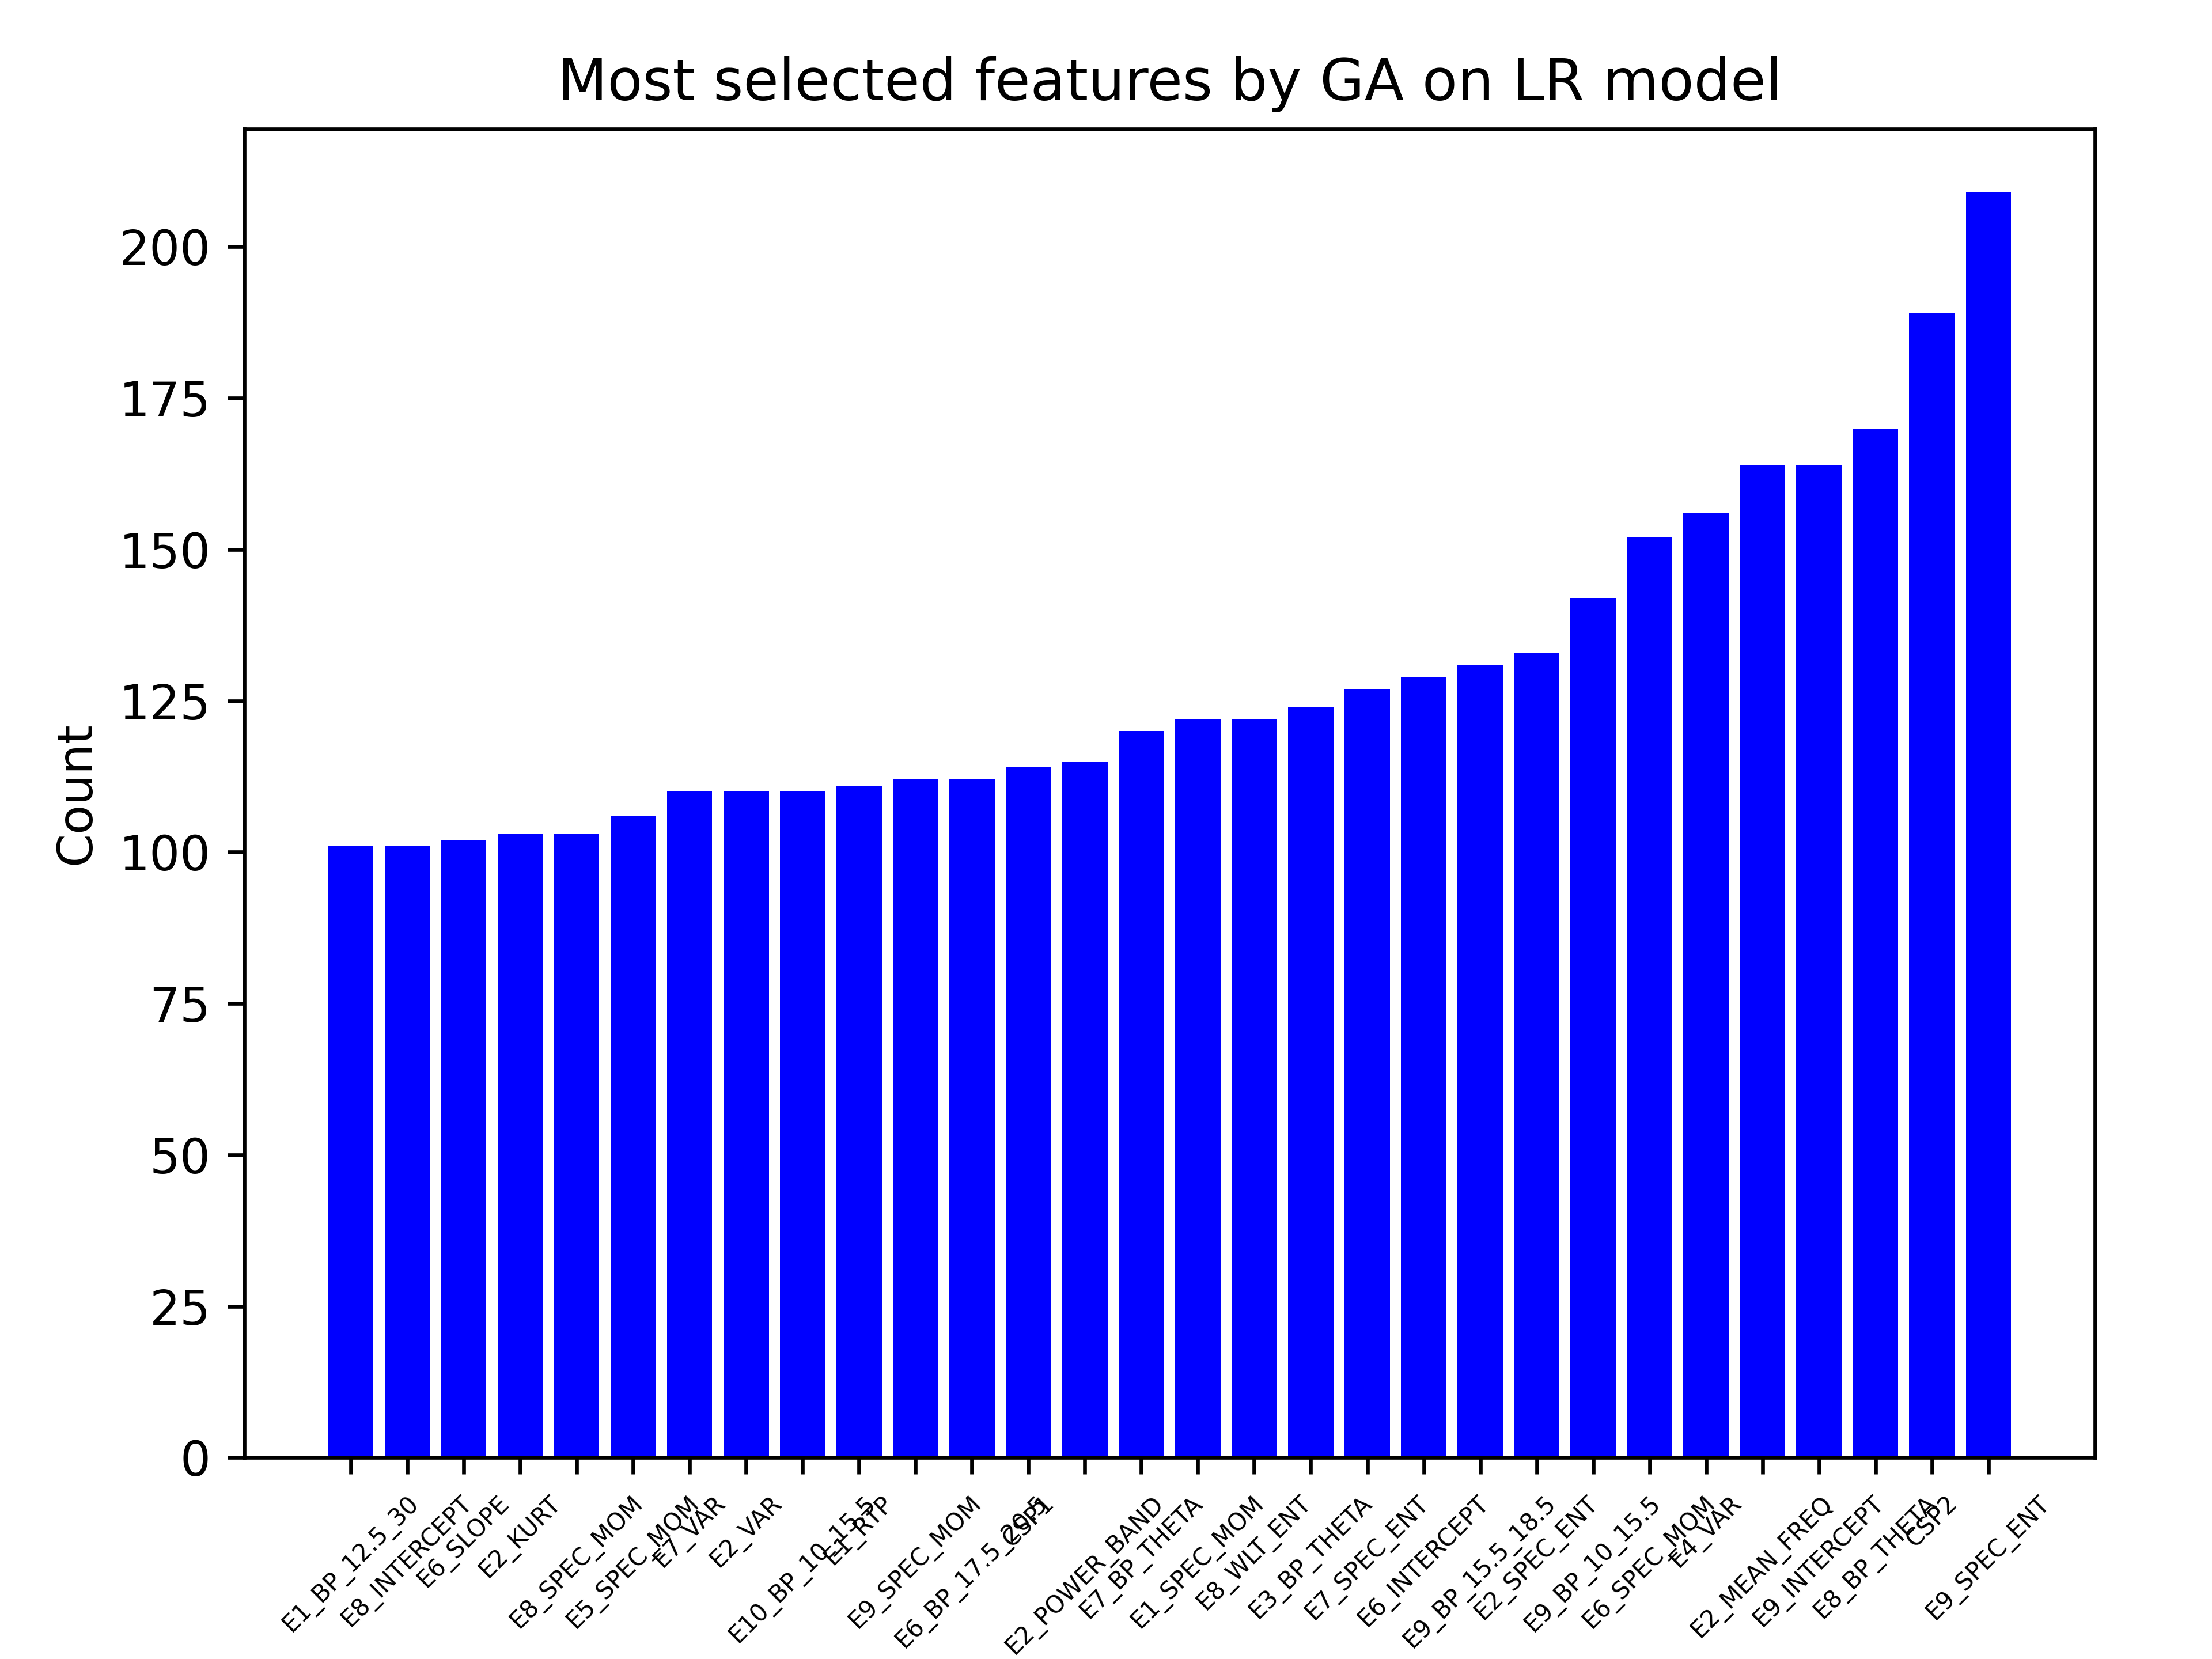 Most selected features by GA on LR model
200
175
150
125
100
75
50
25
0
Count
E1_BP_12.5_30
E8_INTERCEPT
E6_SLOPE
E2_KURT
E8_SPEC_MOM
E5_SPEC_MOM
E7_VAR
E2_VAR
E10_BP_10_15.5
E1_RTP
E9_SPEC_MOM
E6_BP_17.5_20.5
CSP1
E2_POWER_BAND
E7_BP_THETA
E1_SPEC_MOM
E8_WLT_ENT
E3_BP_THETA
E7_SPEC_ENT
E6_INTERCEPT
E9_BP_15.5_18.5
E2_SPEC_ENT
E9_BP_10_15.5
E6_SPEC_MOM
E4_VAR
E2_MEAN_FREQ
E9_INTERCEPT
E8_BP_THETA
CSP2
E9_SPEC_ENT